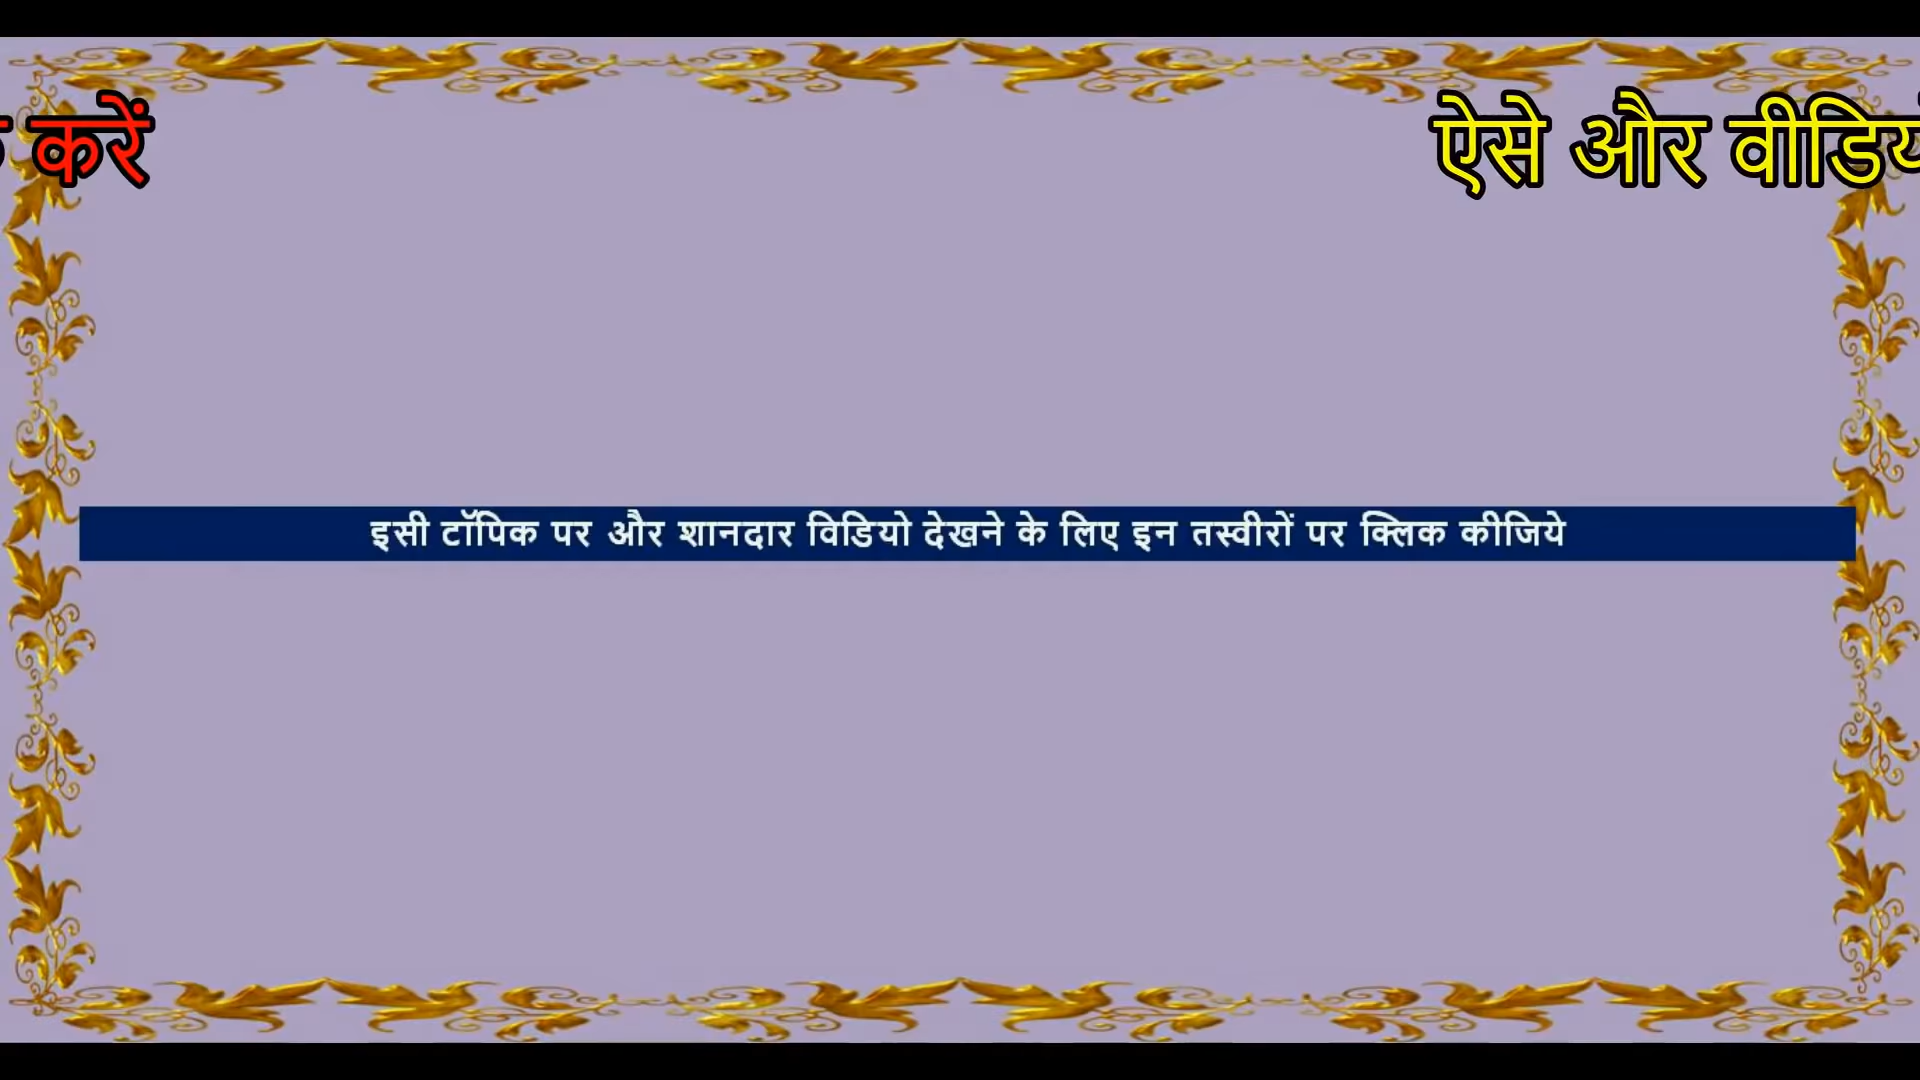 करें ऐसे और
इसी टॉपिक पर और शानदार विडियो देखने के लिए इन तस्वीरों पर क्लिक कीजिये